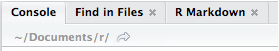 Console Find in Files × R Markdown ×
~/Documents/r/